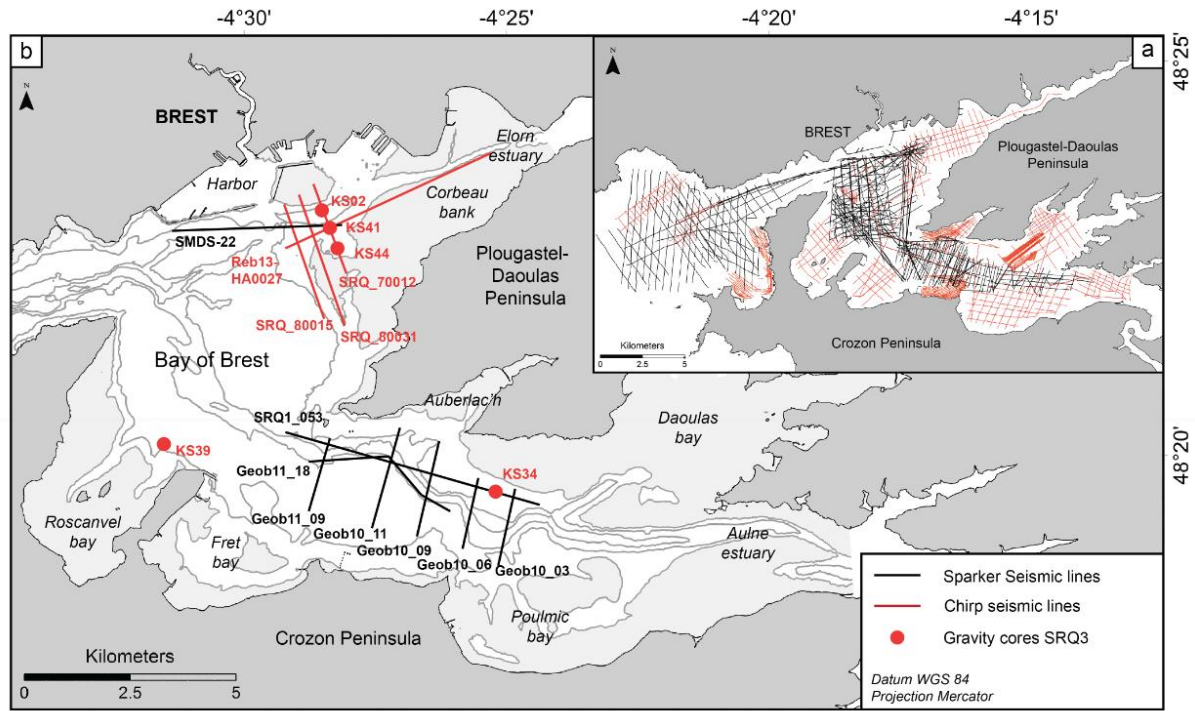 -4°30'
-4°25'
-4°20'
-4°15'
48°25'
48°20'
b
N
BREST
Harbor
Elorn
estuary
Corbeau
bank
KS02
KS41
KS44
SMDS-22
Reb13-
HA0027
SRQ_70012
SRQ_80015
SRQ_80031
Plougastel-
Daoulas
Peninsula
Bay of Brest
Auberlac'h
Daoulas
bay
SRQ1_053
KS39
KS34
Geob11_18
Geob11_09
Geob10_11
Geob10_09
Geob10_06
Geob10_03
Roscanvel
bay
Fret
bay
Aulne
estuary
Poulmic
bay
Crozon Peninsula
Kilometers
0
2.5
5
a
N
BREST
Plougastel-Daoulas
Peninsula
Crozon Peninsula
Kilometers
0
2.5
5
Sparker Seismic lines
Chirp seismic lines
Gravity cores SRQ3
Datum WGS 84
Projection Mercator